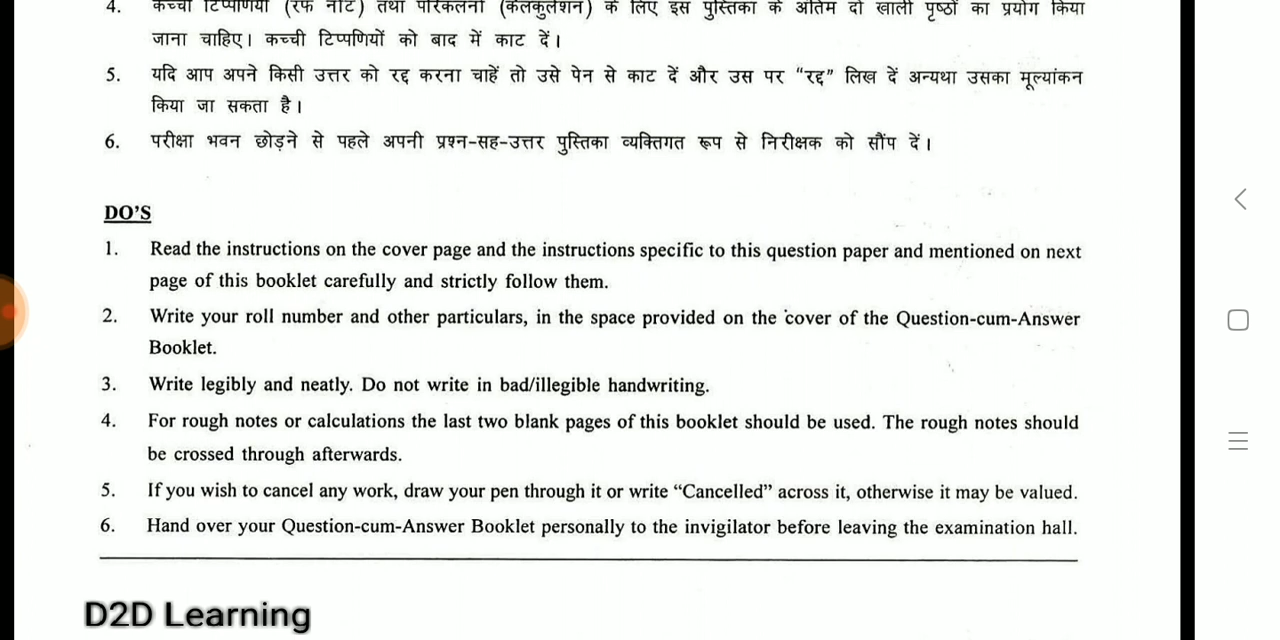 4. कच्ची टिप्पणियों (रफ नोट) तथा परिकलनों (कैलकुलेशन) के लिए इस पुस्तिका के अंतिम दो खाली पृष्ठों का प्रयोग किया
जाना चाहिए। कच्ची टिप्पणियों को बाद में काट दें।
5. यदि आप अपने किसी उत्तर को रद्द करना चाहें तो उसे पेन से काट दें और उस पर “रद्द” लिख दें अन्यथा उसका मूल्यांकन
किया जा सकता है।
6. परीक्षा भवन छोड़ने से पहले अपनी प्रश्न-सह-उत्तर पुस्तिका व्यक्तिगत रूप से निरीक्षक को सौंप दें।
DO’S
1. Read the instructions on the cover page and the instructions specific to this question paper and mentioned on next
page of this booklet carefully and strictly follow them.
2. Write your roll number and other particulars, in the space provided on the cover of the Question-cum-Answer
Booklet.
3. Write legibly and neatly. Do not write in bad/illegible handwriting.
4. For rough notes or calculations the last two blank pages of this booklet should be used. The rough notes should
be crossed through afterwards.
5. If you wish to cancel any work, draw your pen through it or write “Cancelled” across it, otherwise it may be valued.
6. Hand over your Question-cum-Answer Booklet personally to the invigilator before leaving the examination hall.
D2D Learning